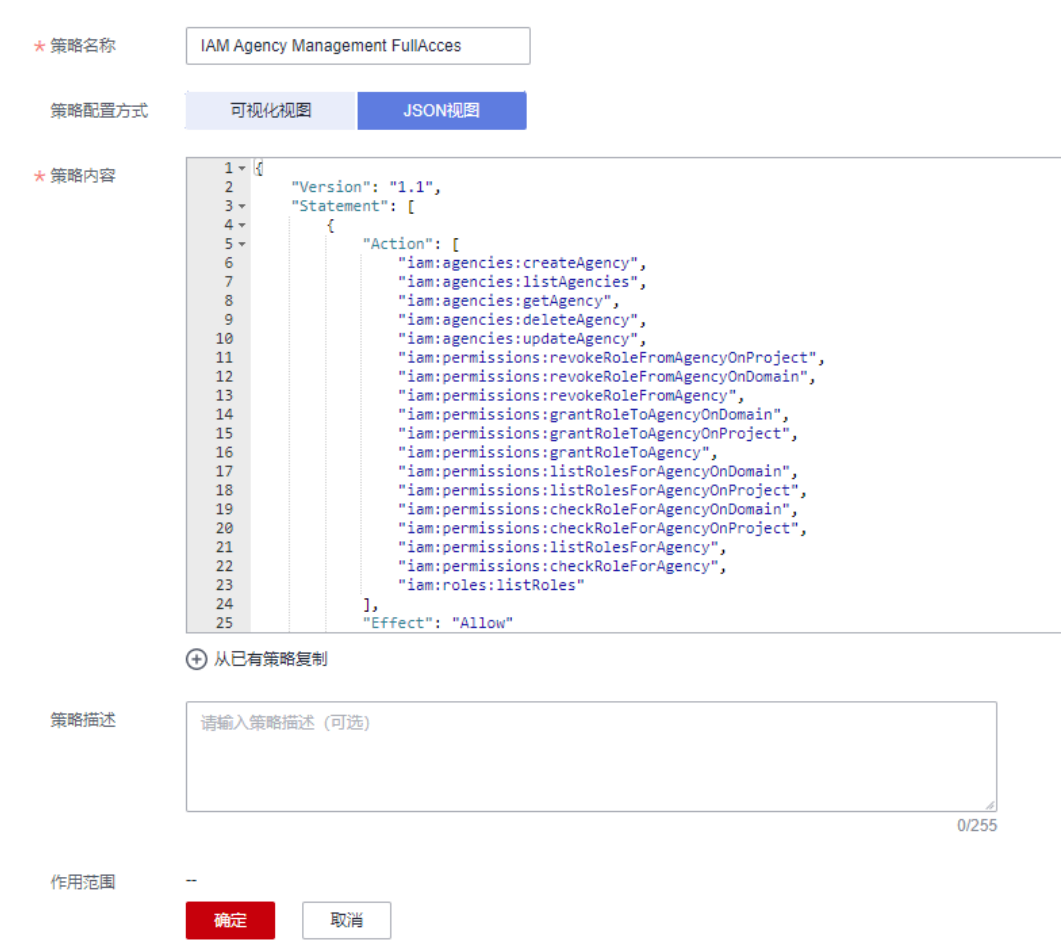 * 策略名称 IAM Agency Management FullAcces
策略配置方式 可视化视图 JSON视图
* 策略内容
1 {
2 "Version": "1.1",
3 "Statement": [
4 {
5 "Action": [
6 "iam:agencies:createAgency",
7 "iam:agencies:listAgencies",
8 "iam:agencies:getAgency",
9 "iam:agencies:deleteAgency",
10 "iam:agencies:updateAgency",
11 "iam:permissions:revokeRoleFromAgencyOnProject",
12 "iam:permissions:revokeRoleFromAgencyOnDomain",
13 "iam:permissions:revokeRoleFromAgency",
14 "iam:permissions:grantRoleToAgencyOnDomain",
15 "iam:permissions:grantRoleToAgencyOnProject",
16 "iam:permissions:grantRoleToAgency",
17 "iam:permissions:listRolesForAgencyOnDomain",
18 "iam:permissions:listRolesForAgencyOnProject",
19 "iam:permissions:checkRoleForAgencyOnDomain",
20 "iam:permissions:checkRoleForAgencyOnProject",
21 "iam:permissions:listRolesForAgency",
22 "iam:permissions:checkRoleForAgency",
23 "iam:roles:listRoles"
24 ],
25 "Effect": "Allow"
从已有策略复制
策略描述 请输入策略描述（可选）
0/255
作用范围 --
确定 取消